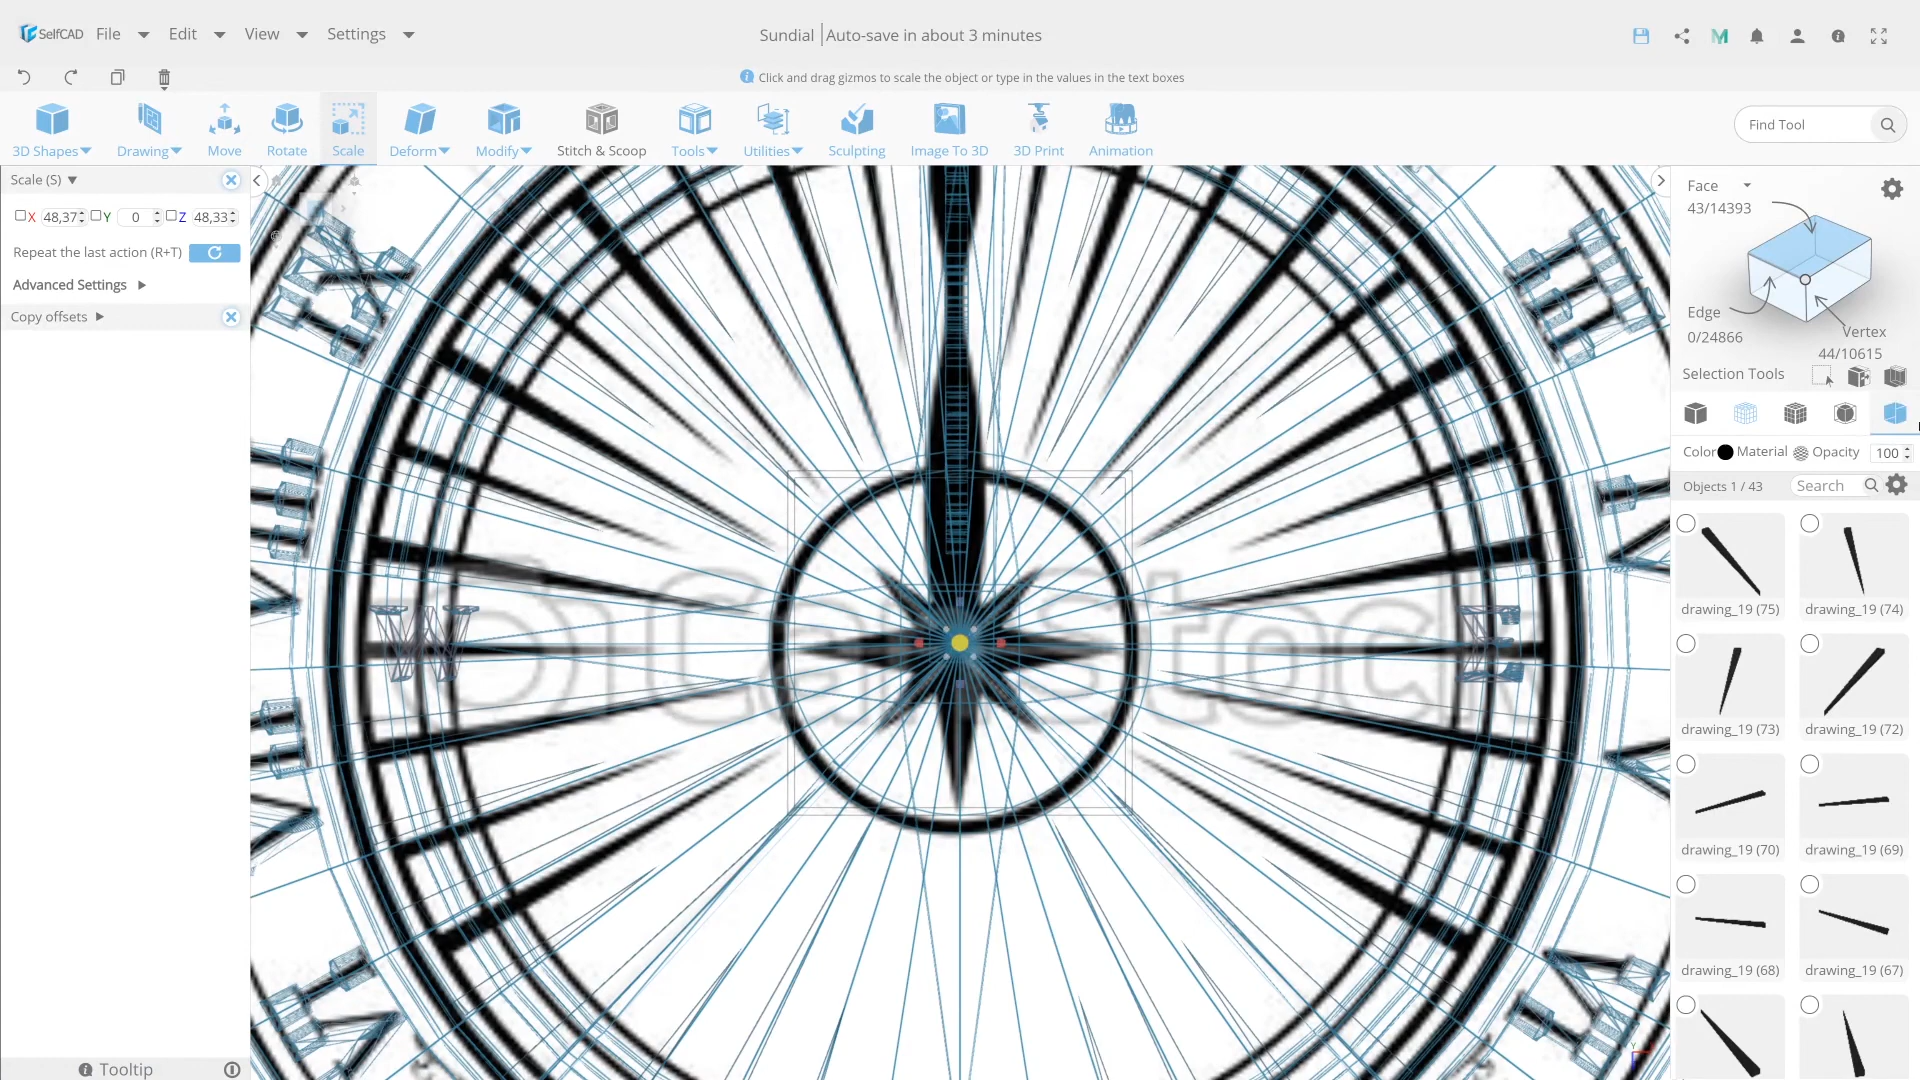 SelfCAD File Edit View Settings
Sundial Auto-save in about 3 minutes
Click and drag gizmos to scale the object or type in the values in the text boxes
3D Shapes Drawing Move Rotate Scale Deform Modify Stitch & Scoop Tools Utilities Sculpting Image To 3D 3D Print Animation
Find Tool
Scale (S)
X 48,37 Y 0 Z 48,33
Repeat the last action (R+T)
Advanced Settings
Copy offsets
Tooltip
Face
43/14393
Edge
0/24866
Vertex
44/10615
Selection Tools
Color Material Opacity 100
Objects 1 / 43 Search
drawing_19 (75) drawing_19 (74)
drawing_19 (73) drawing_19 (72)
drawing_19 (70) drawing_19 (69)
drawing_19 (68) drawing_19 (67)